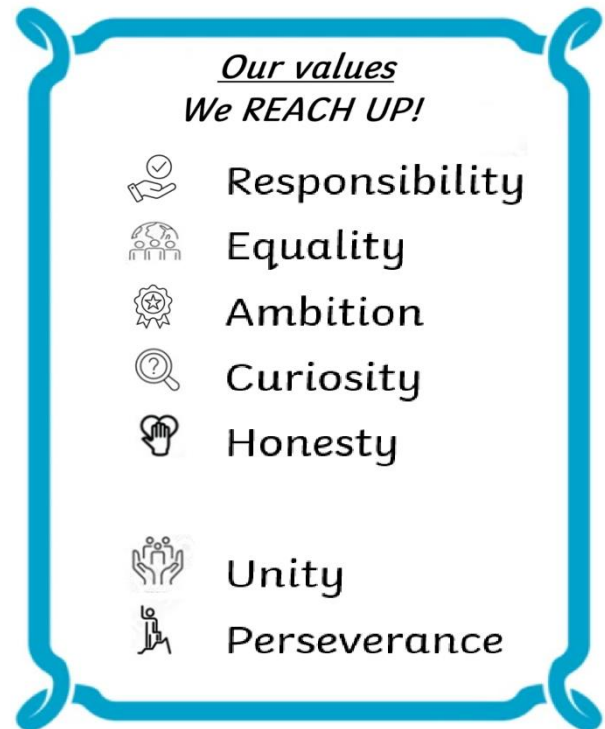 Our values
We REACH UP!
Responsibility
Equality
Ambition
Curiosity
Honesty
Unity
Perseverance